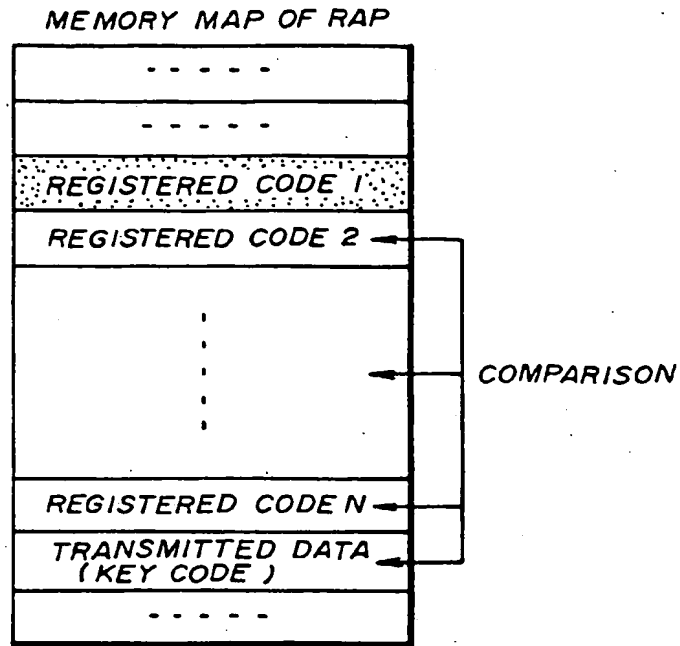 MEMORY MAP OF RAP
- - - - -
- - - - -
REGISTERED CODE 1
REGISTERED CODE 2
COMPARISON
REGISTERED CODE N
TRANSMITTED DATA
(KEY CODE)
- - - - -